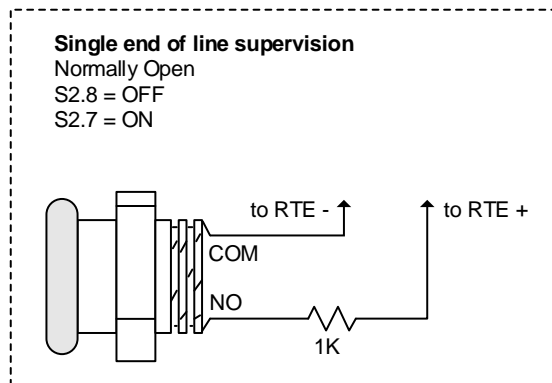 Single end of line supervision
Normally Open
S2.8 = OFF
S2.7 = ON
to RTE -
to RTE +
COM
NO
1K